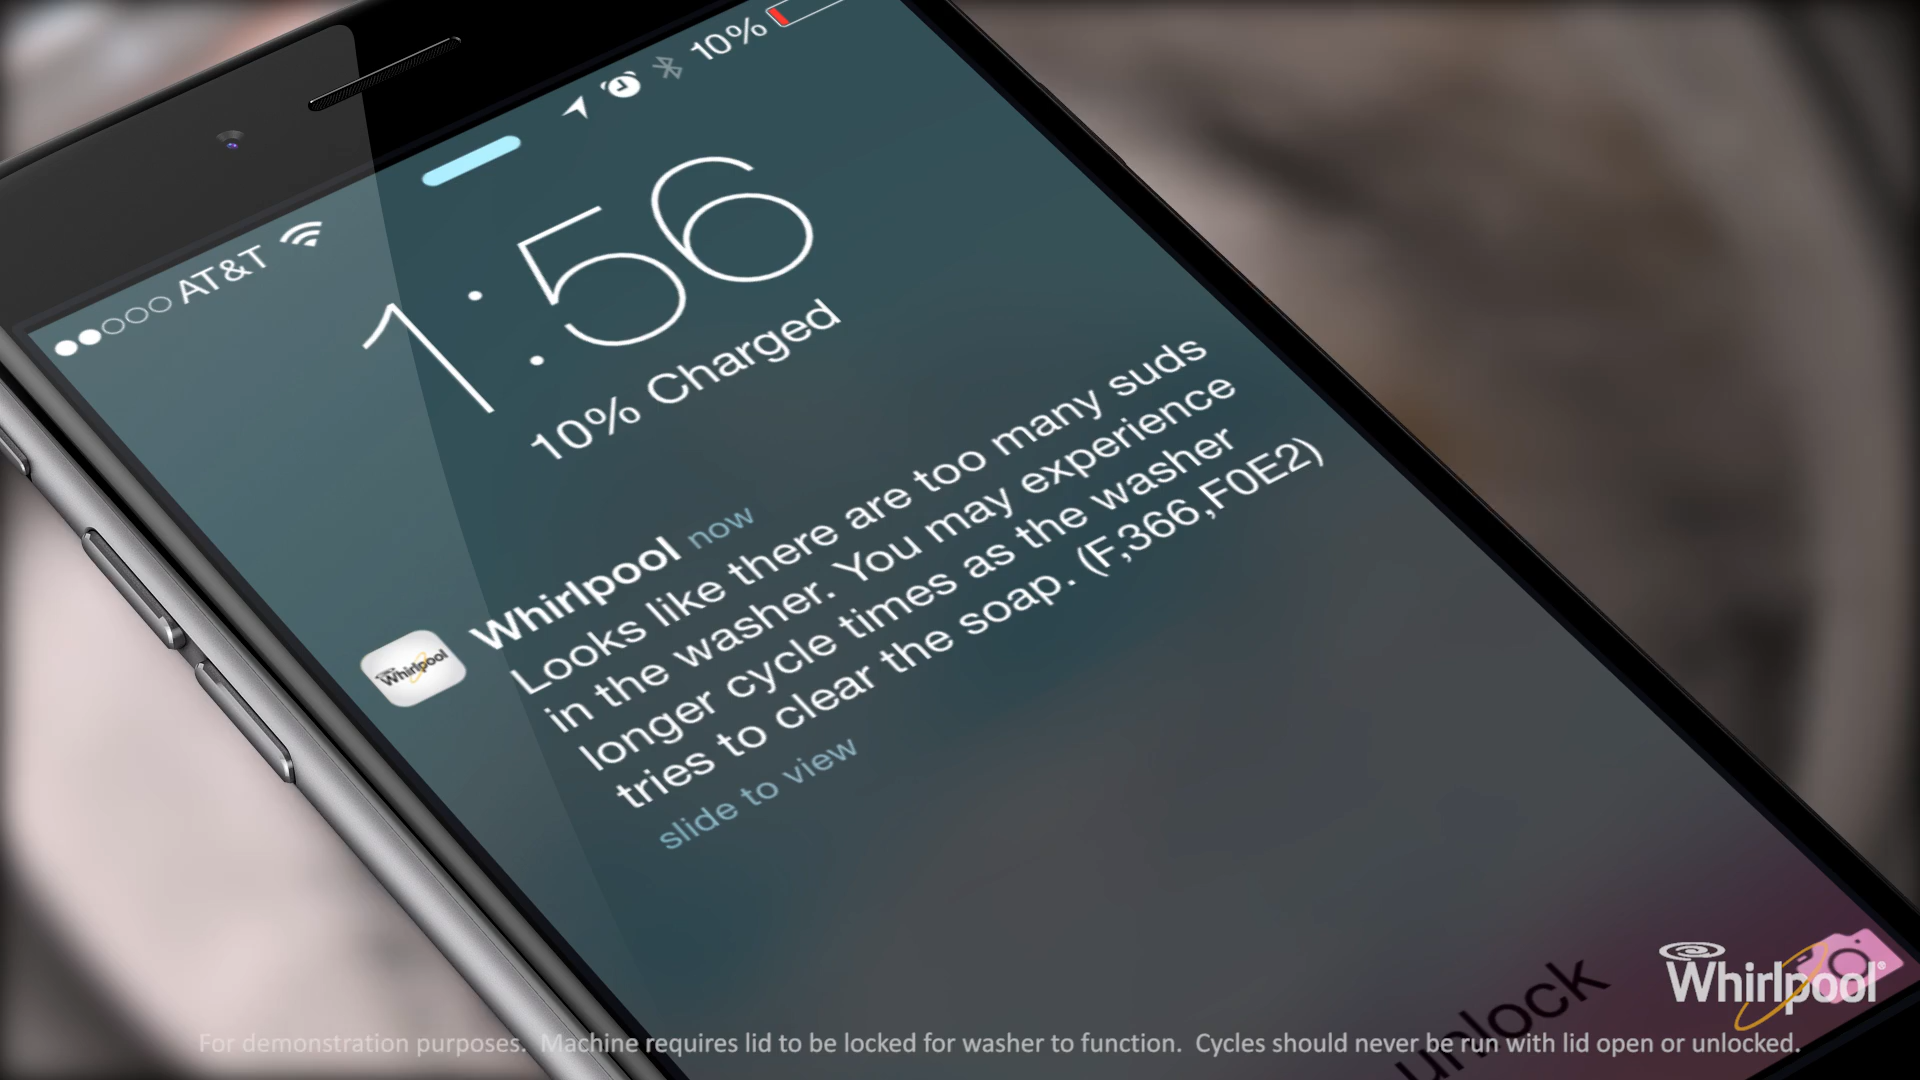 AT&T
10%
1:56
10% Charged
Whirlpool now
Looks like there are too many suds
in the washer. You may experience
longer cycle times as the washer
tries to clear the soap. (F,366,F0E2)
slide to view
Whirlpool
unlock
Whirlpool®
For demonstration purposes. Machine requires lid to be locked for washer to function. Cycles should never be run with lid open or unlocked.